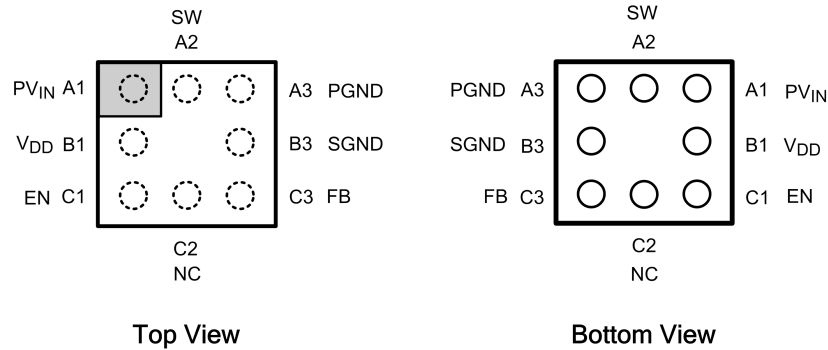 SW
A2
PVIN A1
A3 PGND
VDD B1
B3 SGND
EN C1
C3 FB
C2
NC
Top View
SW
A2
PGND A3
A1 PVIN
SGND B3
B1 VDD
FB C3
C1 EN
C2
NC
Bottom View